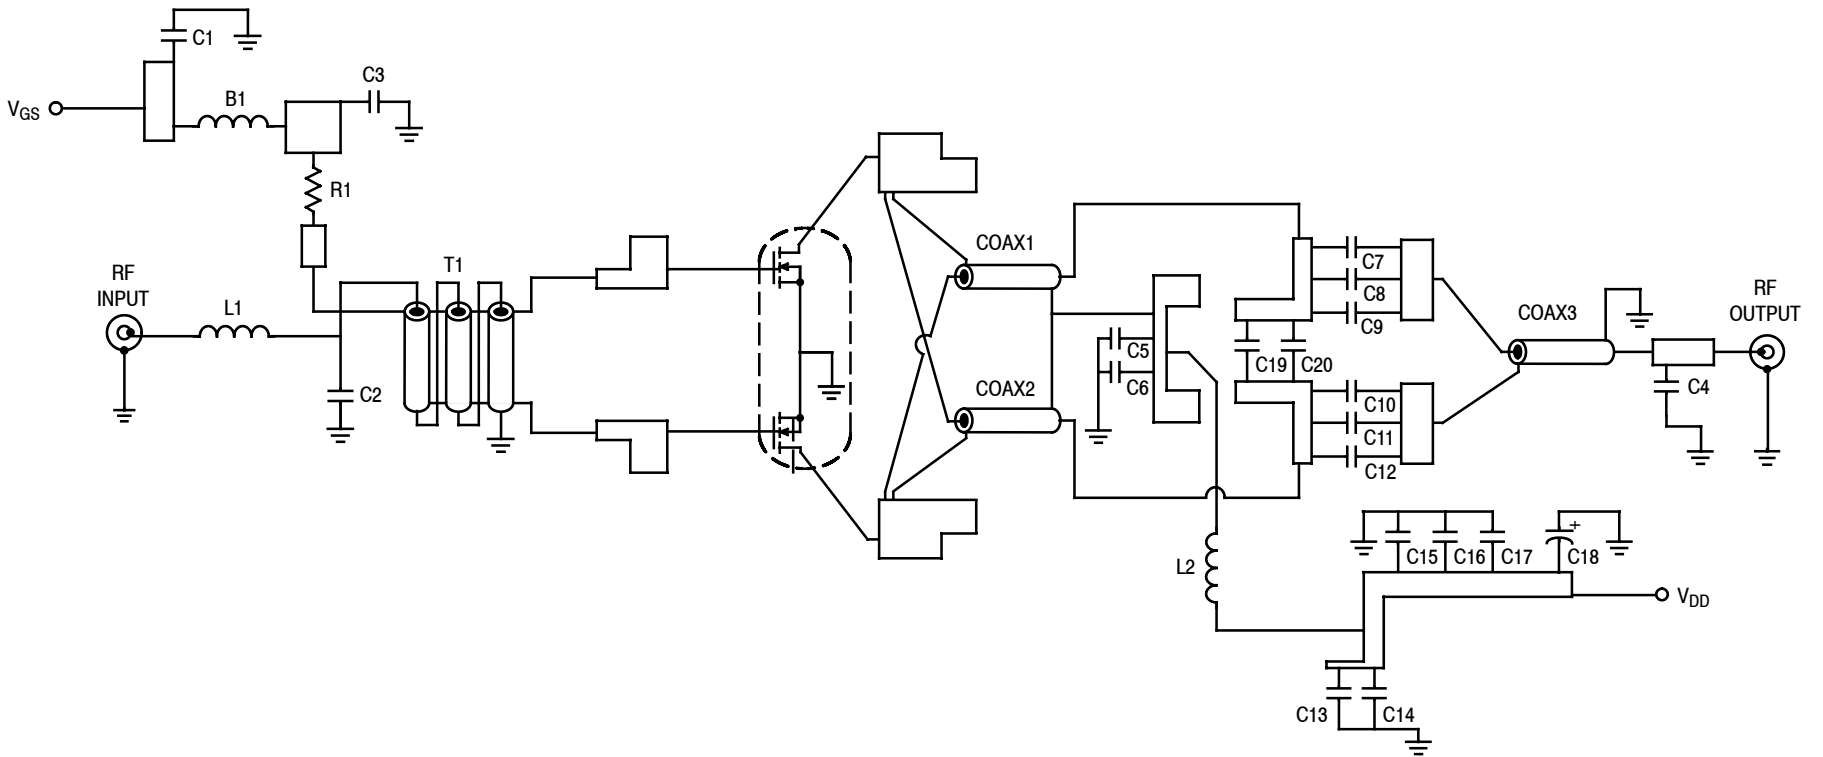 C1
C3
B1
VGS
R1
RF
INPUT
L1
T1
C2
COAX1
COAX2
C5
C6
C7
C8
C9
C19
C20
C10
C11
C12
COAX3
RF
OUTPUT
C4
L2
+
C15
C16
C17
C18
VDD
C13
C14